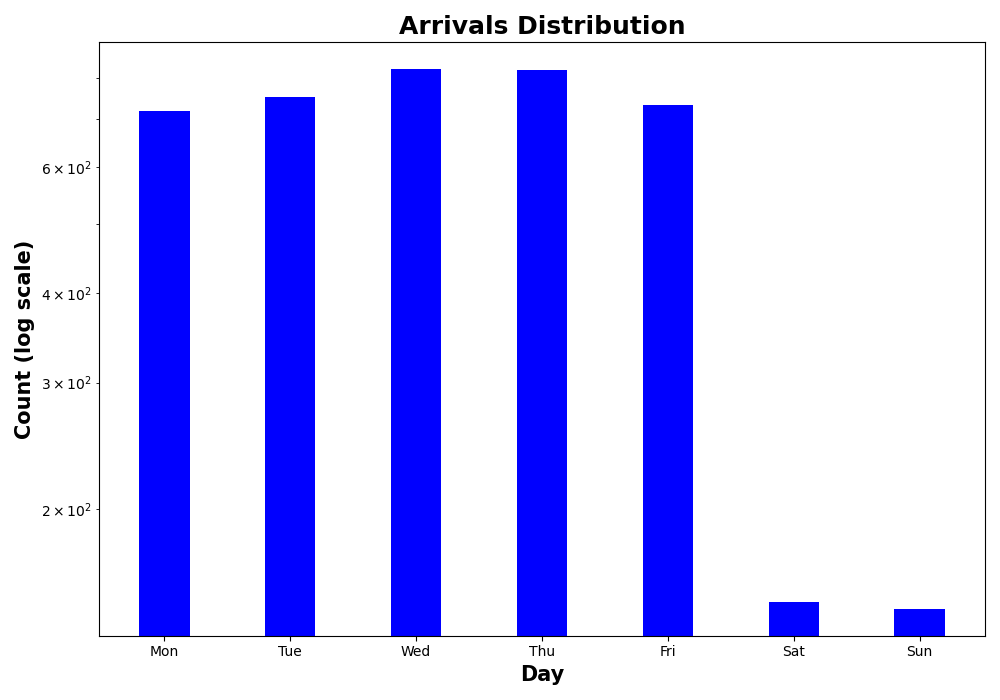 Arrivals Distribution
Count (log scale)
6 × 10²
4 × 10²
3 × 10²
2 × 10²
Mon Tue Wed Thu Fri Sat Sun
Day